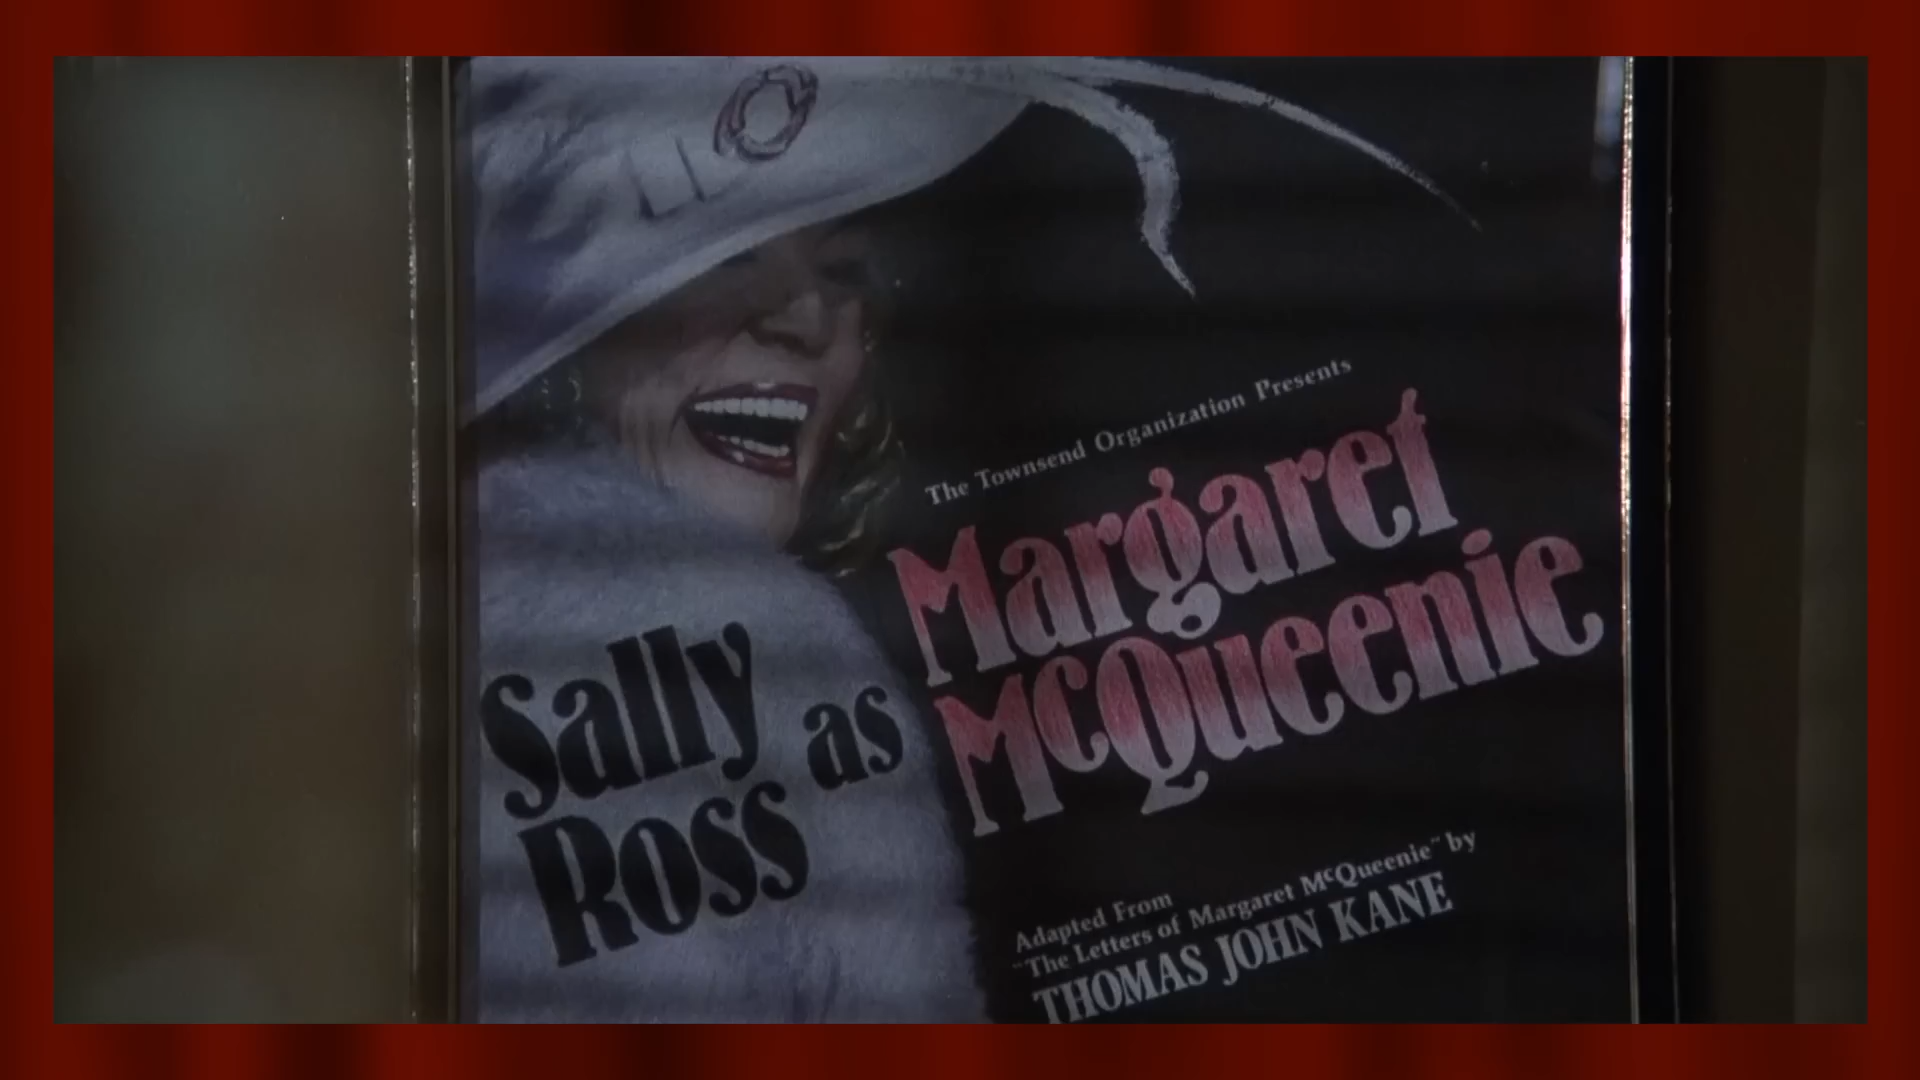 The Townsend Organization Presents
Margaret
McQueenie
Sally
as
Ross
Adapted From
"The Letters of Margaret McQueenie" by
THOMAS JOHN KANE